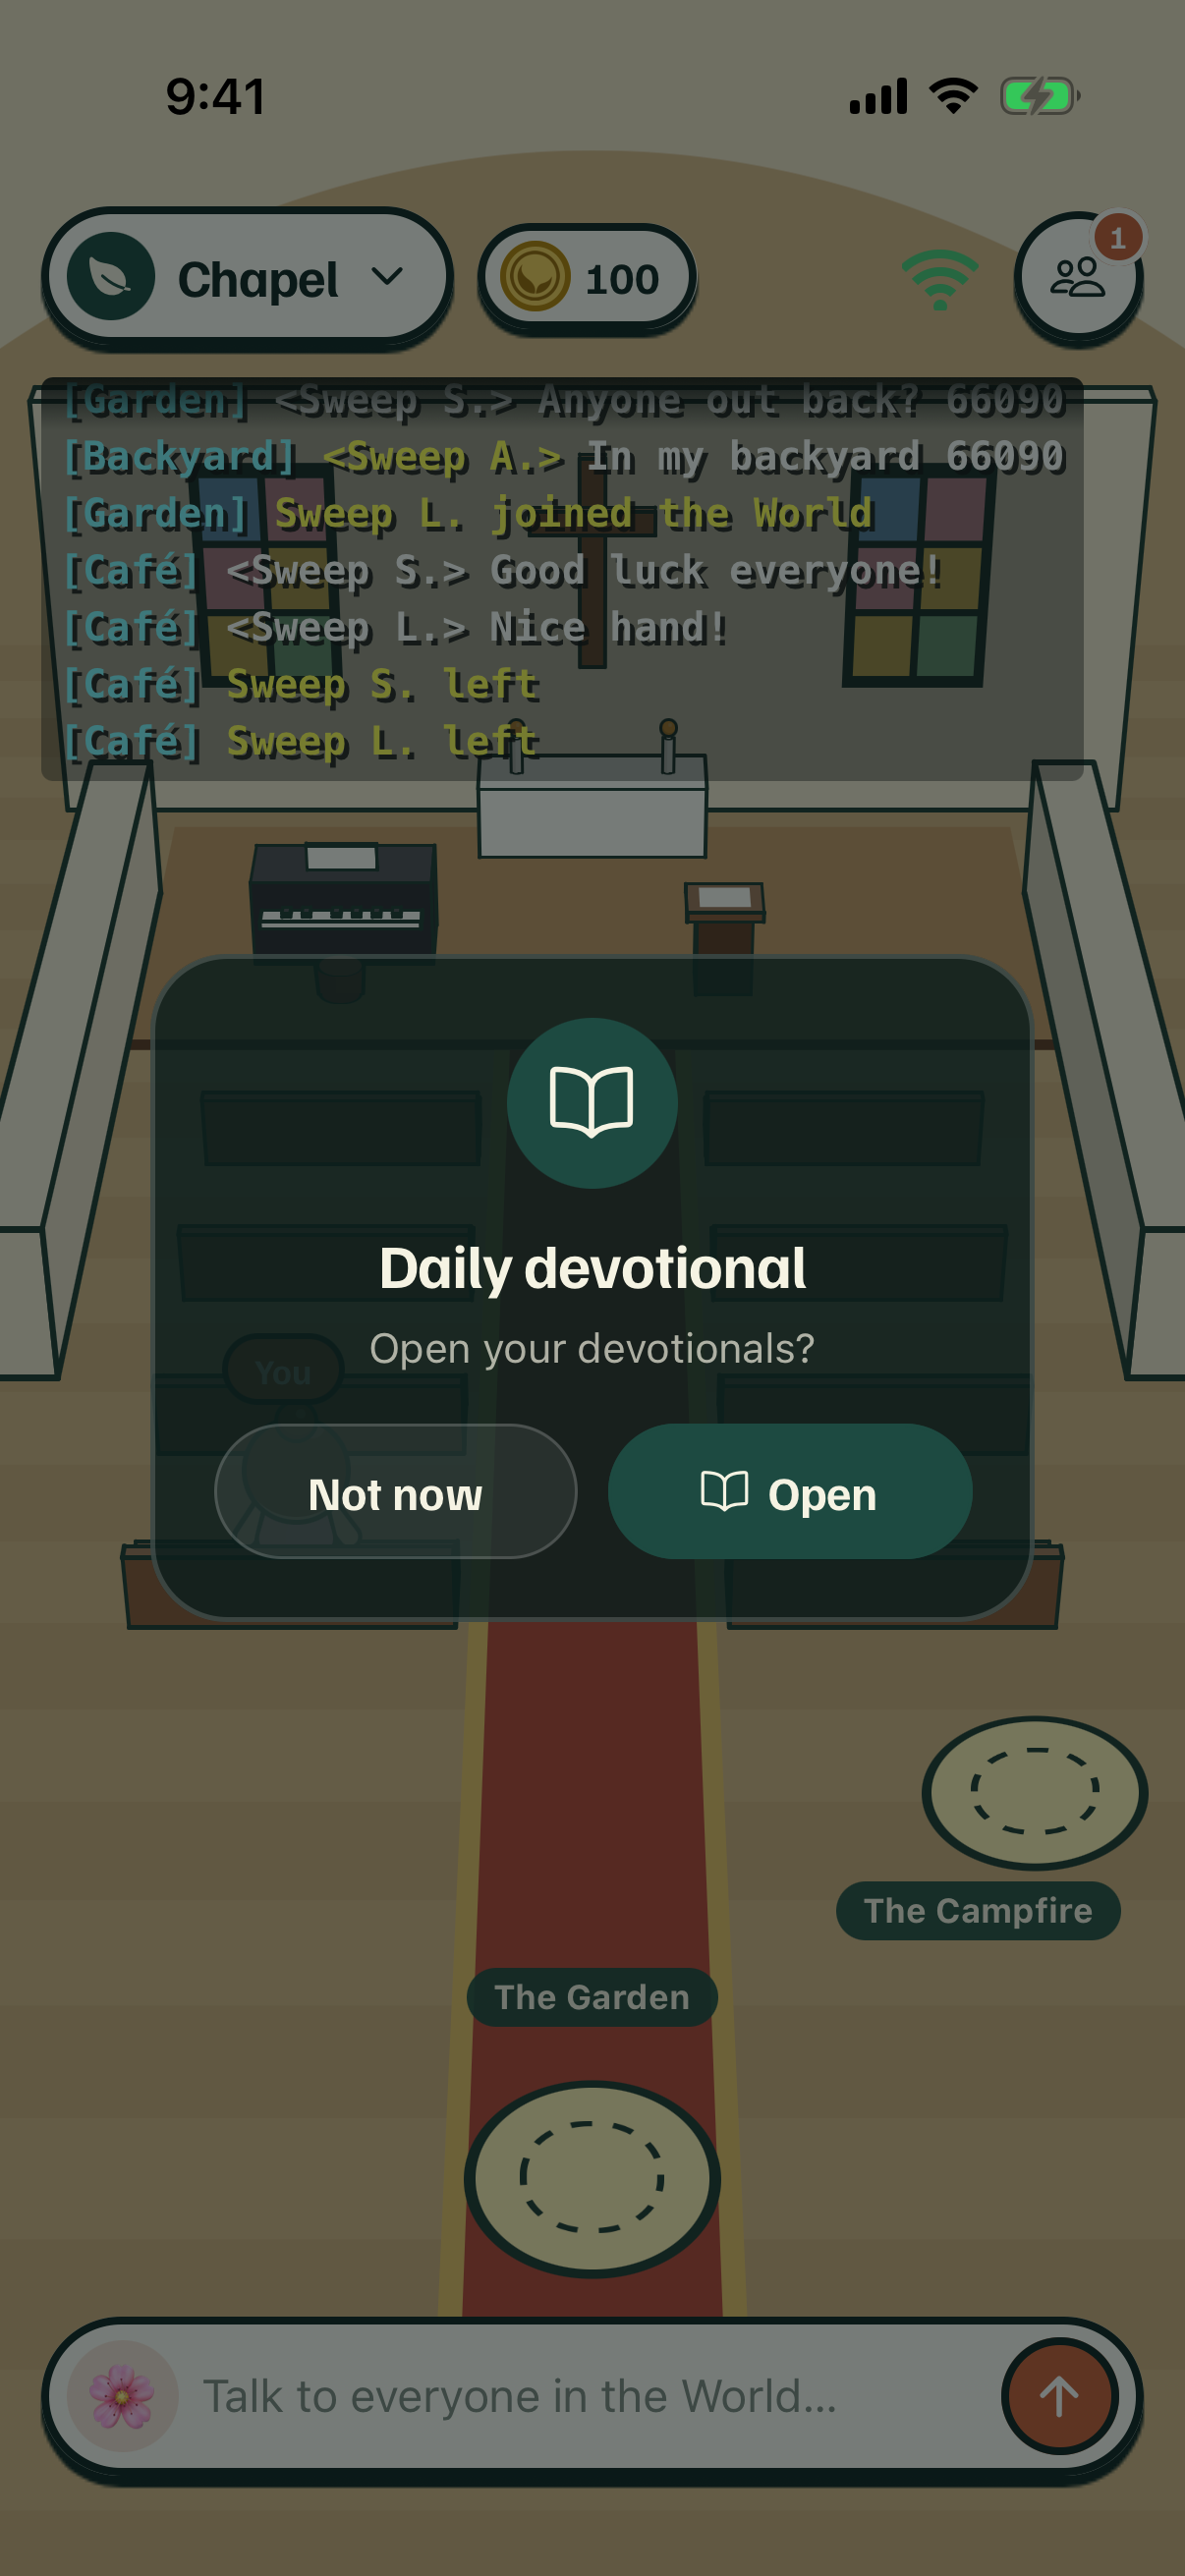 9:41
Chapel
100
1
[Garden] <Sweep S.> Anyone out back? 66090
[Backyard] <Sweep A.> In my backyard 66090
[Garden] Sweep L. joined the World
[Café] <Sweep S.> Good luck everyone!
[Café] <Sweep L.> Nice hand!
[Café] Sweep S. left
[Café] Sweep L. left
Daily devotional
Open your devotionals?
You
Not now
Open
The Campfire
The Garden
Talk to everyone in the World...